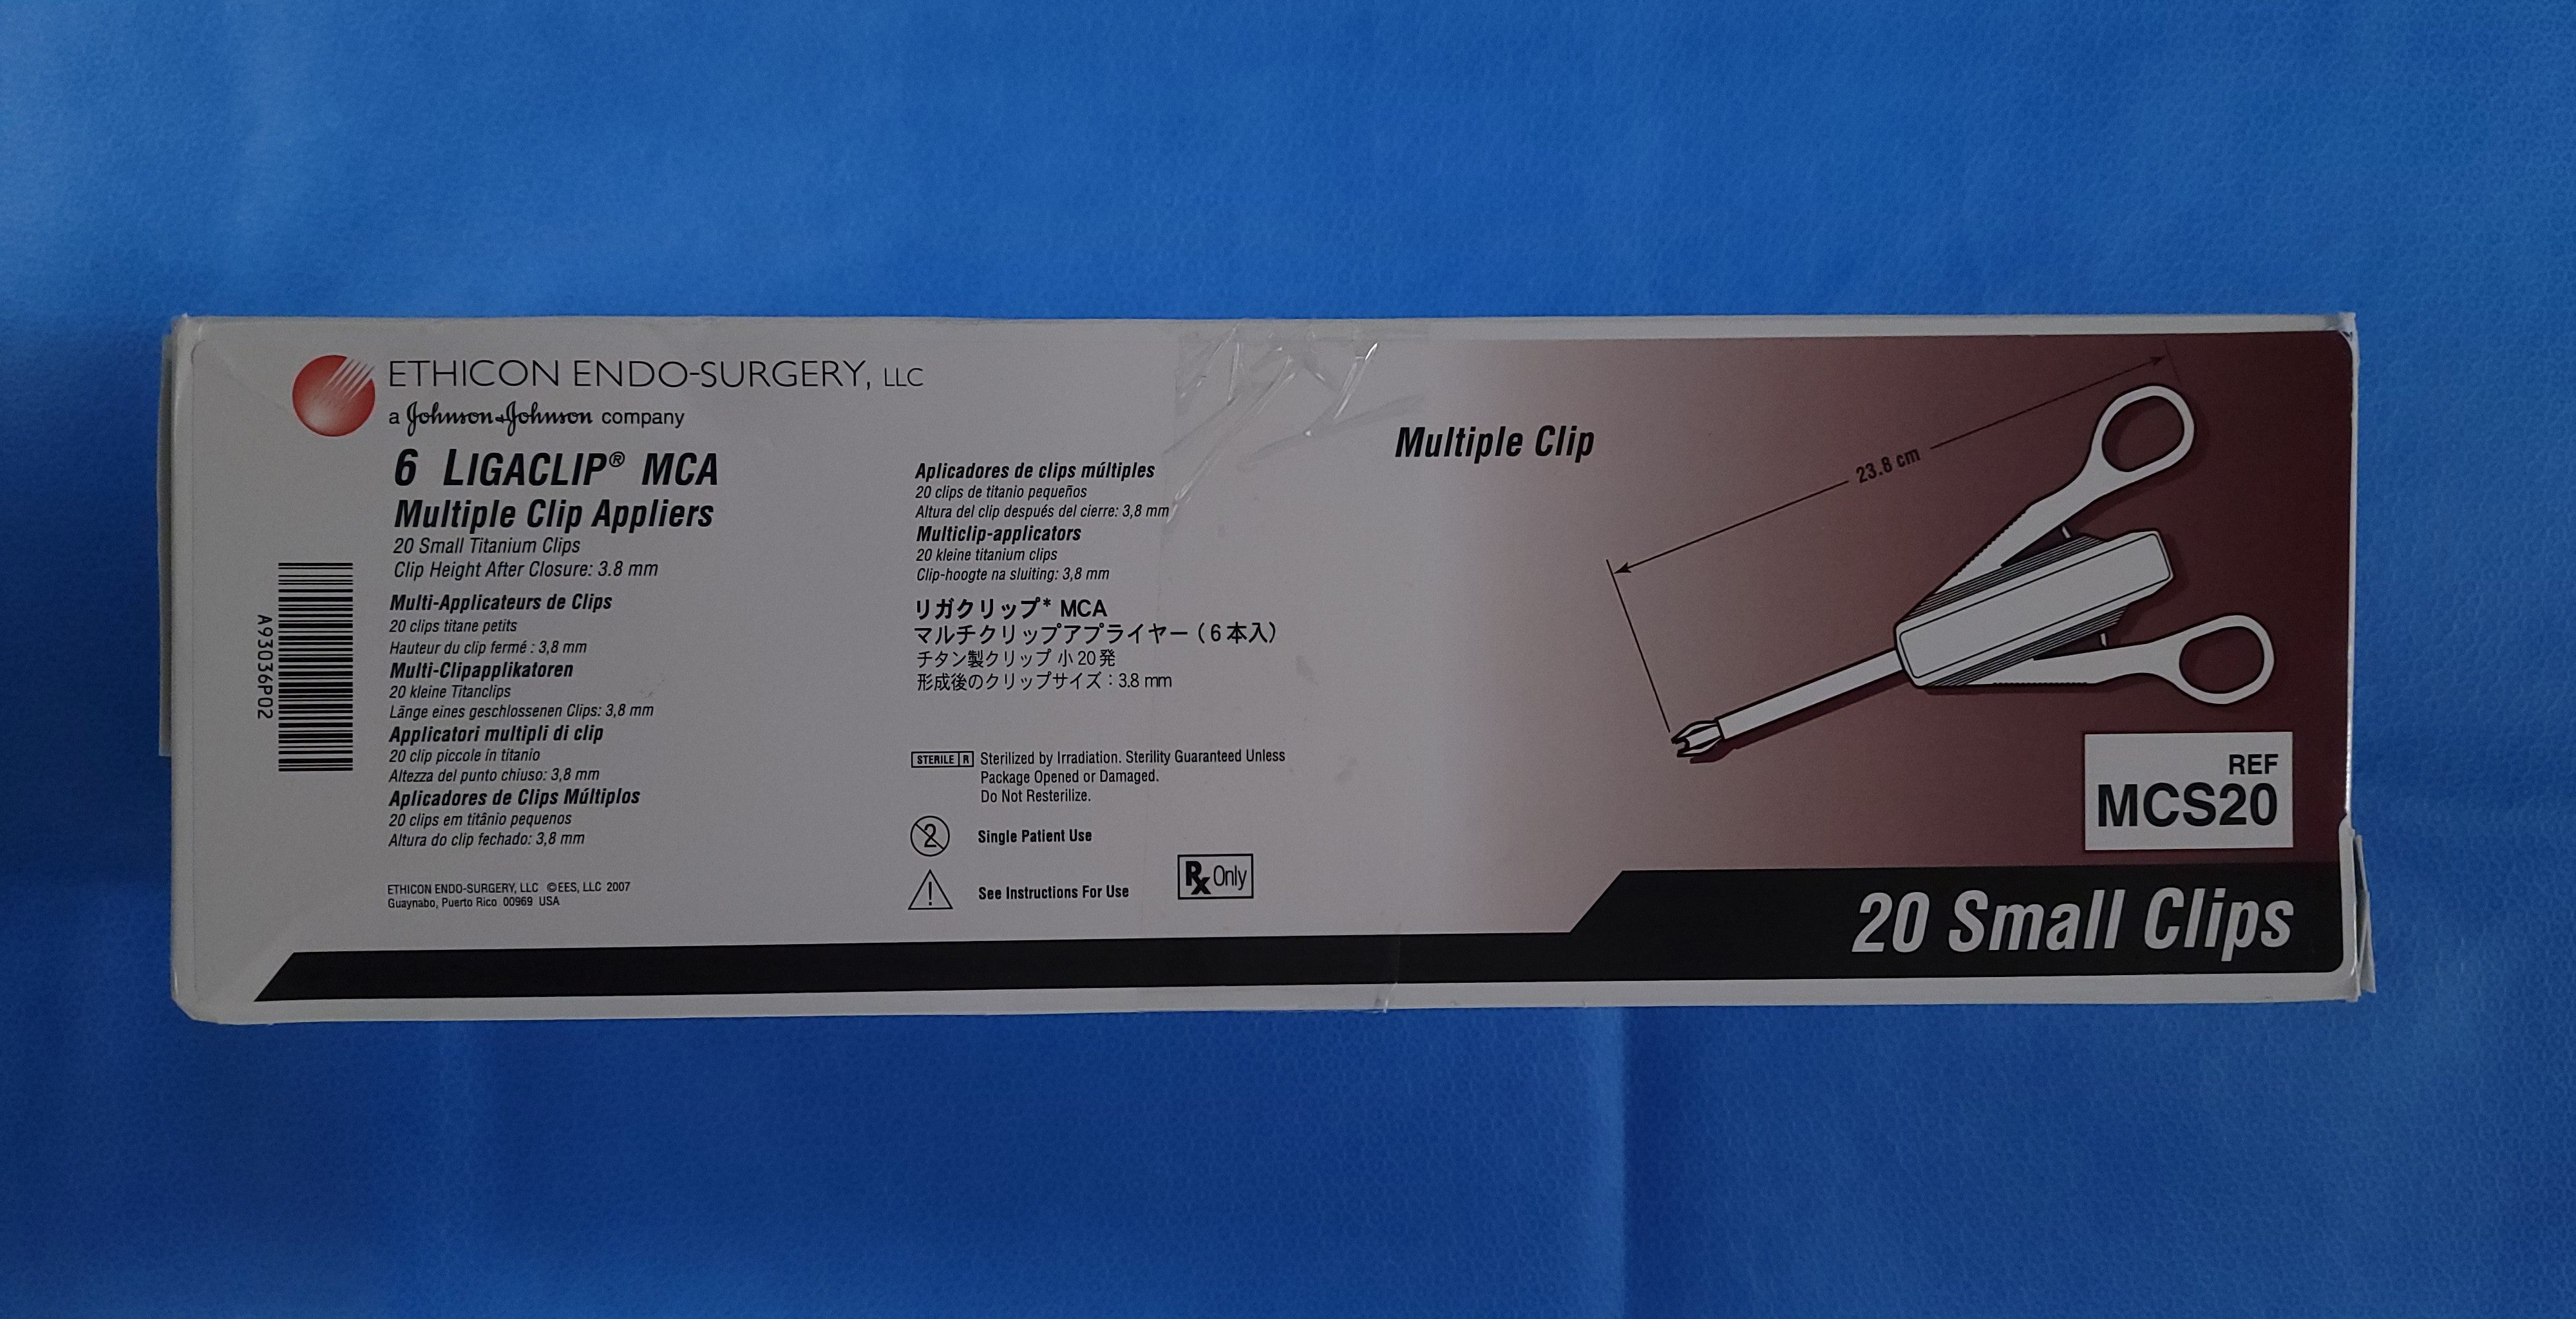 ETHICON ENDO-SURGERY, LLC
a Johnson & Johnson company
6 LIGACLIP® MCA
Multiple Clip Appliers
20 Small Titanium Clips
Clip Height After Closure: 3.8 mm
Multi-Applicateurs de Clips
20 clips titane petits
Hauteur du clip fermé : 3,8 mm
Multi-Clipapplikatoren
20 kleine Titanclips
Länge eines geschlossenen Clips: 3,8 mm
Applicatori multipli di clip
20 clip piccole in titanio
Altezza del punto chiuso: 3,8 mm
Aplicadores de Clips Múltiplos
20 clips em titânio pequenos
Altura do clip fechado: 3,8 mm
ETHICON ENDO-SURGERY, LLC ©EES, LLC 2007
Guaynabo, Puerto Rico 00969 USA
A93036P02
Aplicadores de clips múltiples
20 clips de titanio pequeños
Altura del clip después del cierre: 3,8 mm
Multiclip-applicators
20 kleine titanium clips
Clip-hoogte na sluiting: 3,8 mm
リガクリップ* MCA
マルチクリップアプライヤー（6本入）
チタン製クリップ 小20発
形成後のクリップサイズ：3.8 mm
STERILE R Sterilized by Irradiation. Sterility Guaranteed Unless
Package Opened or Damaged.
Do Not Resterilize.
2 Single Patient Use
! See Instructions For Use
Rx Only
Multiple Clip
23.8 cm
REF
MCS20
20 Small Clips